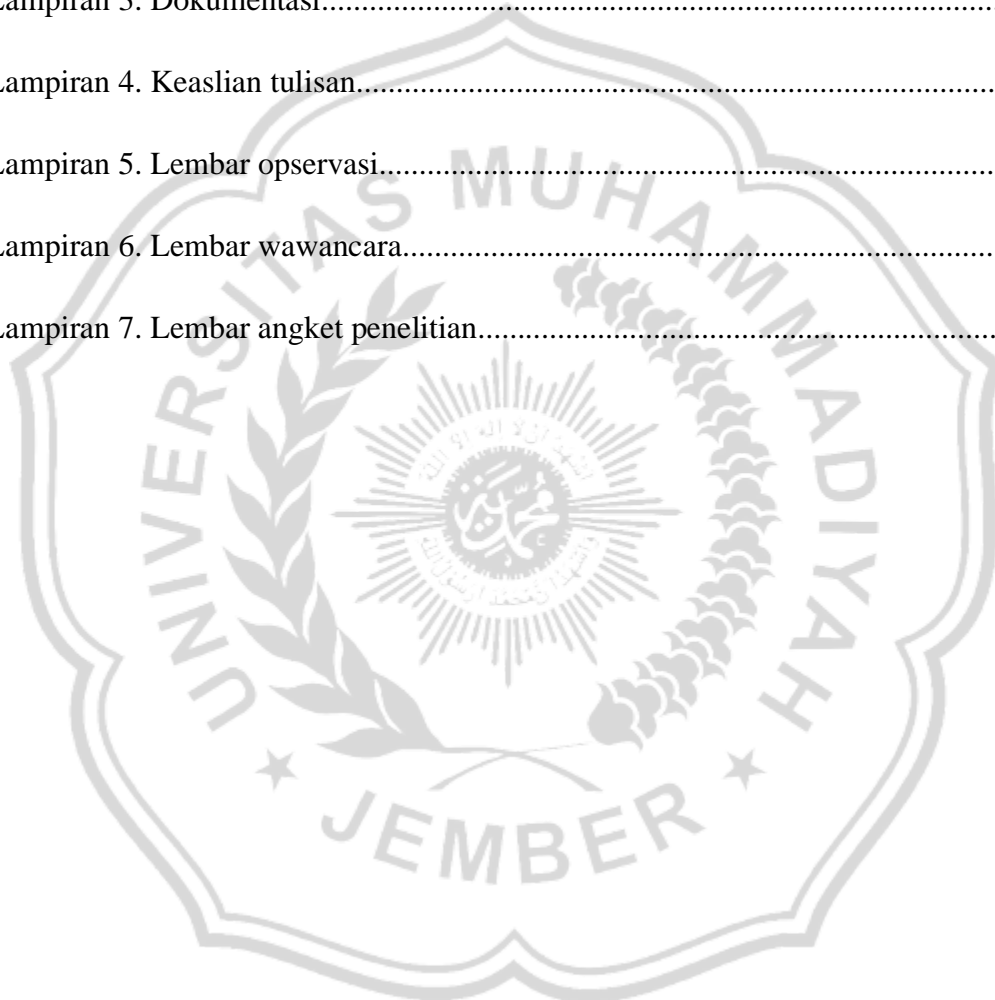 Lampiran 3. Dokumentasi..........................................................................................
Lampiran 4. Keaslian tulisan.....................................................................................
Lampiran 5. Lembar opservasi..................................................................................
Lampiran 6. Lembar wawancara...............................................................................
Lampiran 7. Lembar angket penelitian......................................................................
UNIVERSITAS MUHAMMADIYAH
JEMBER